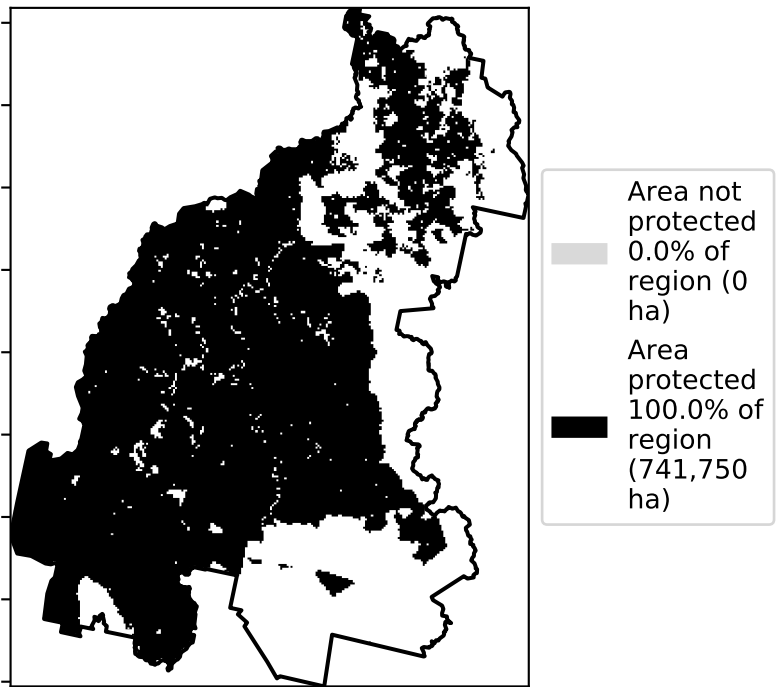 Area not
protected
0.0% of
region (0
ha)
Area
protected
100.0% of
region
(741,750
ha)